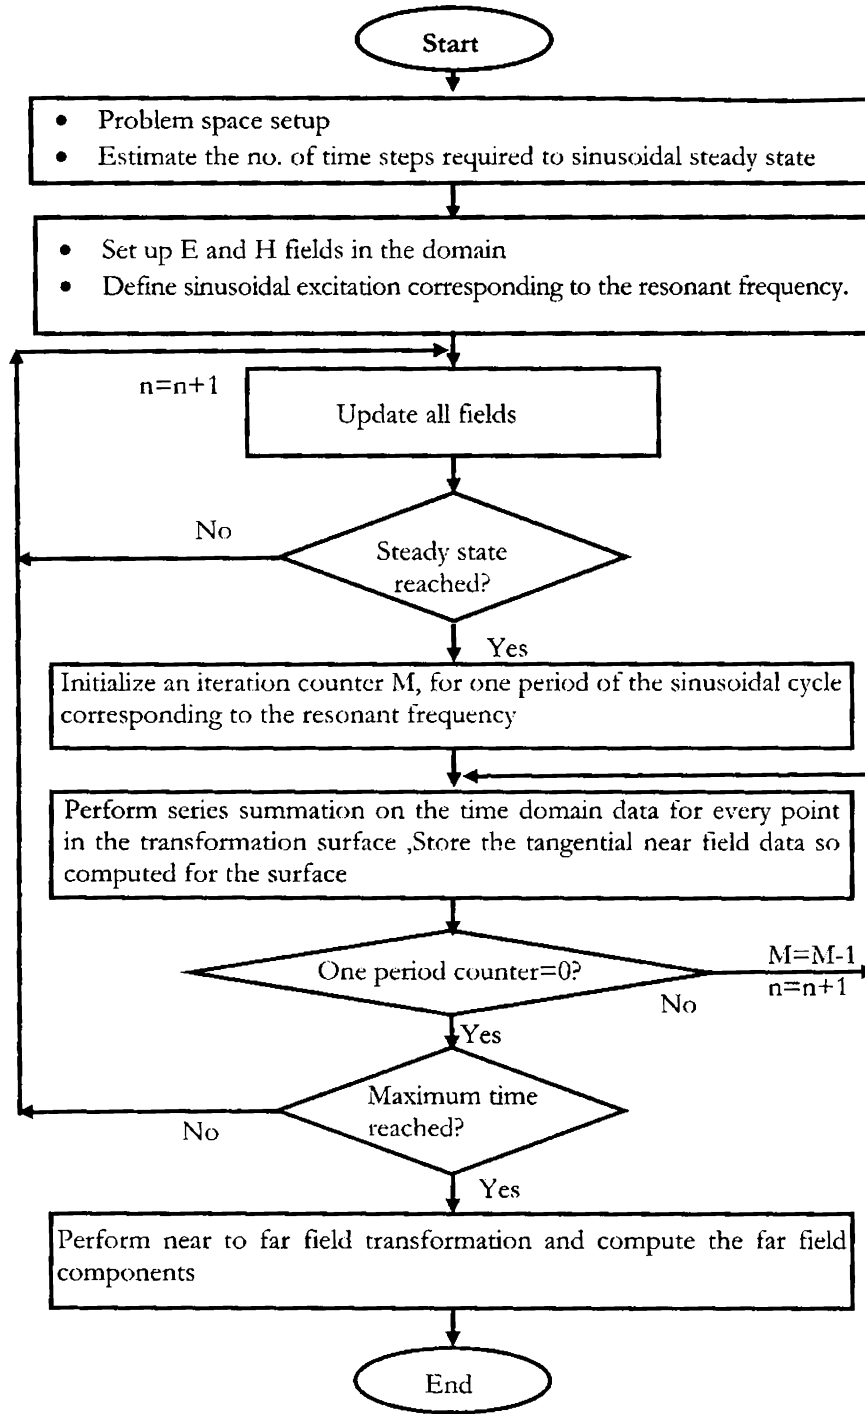 Start
• Problem space setup
• Estimate the no. of time steps required to sinusoidal steady state
• Set up E and H fields in the domain
• Define sinusoidal excitation corresponding to the resonant frequency.
n=n+1
Update all fields
No
Steady state
reached?
Yes
Initialize an iteration counter M, for one period of the sinusoidal cycle
corresponding to the resonant frequency
Perform series summation on the time domain data for every point
in the transformation surface ,Store the tangential near field data so
computed for the surface
One period counter=0?
M=M-1
n=n+1
No
Yes
Maximum time
reached?
No
Yes
Perform near to far field transformation and compute the far field
components
End